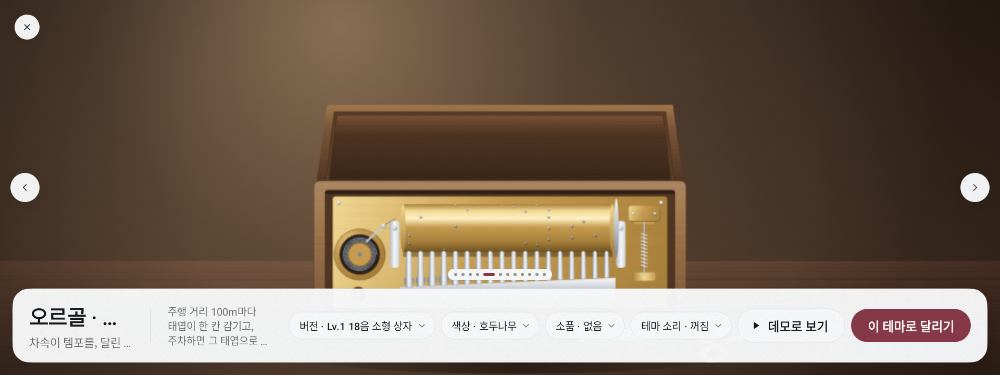 오르골 · ...
차속이 템포를, 달린 ...
주행 거리 100m마다
태엽이 한 칸 감기고,
주차하면 그 태엽으로 ...
버전 · Lv.1 18음 소형 상자
색상 · 호두나무
소품 · 없음
테마 소리 · 꺼짐
데모로 보기
이 테마로 달리기